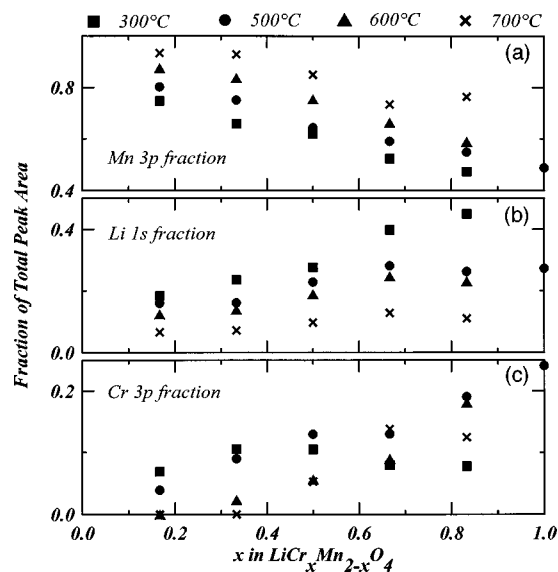 300°C 500°C 600°C 700°C
(a)
0.8
Mn 3p fraction
0.4
(b)
0.4
Li 1s fraction
Fraction of Total Peak Area
0.0
(c)
Cr 3p fraction
0.2
0.0
0.0 0.2 0.4 0.6 0.8 1.0
x in LiCrxMn2-xO4